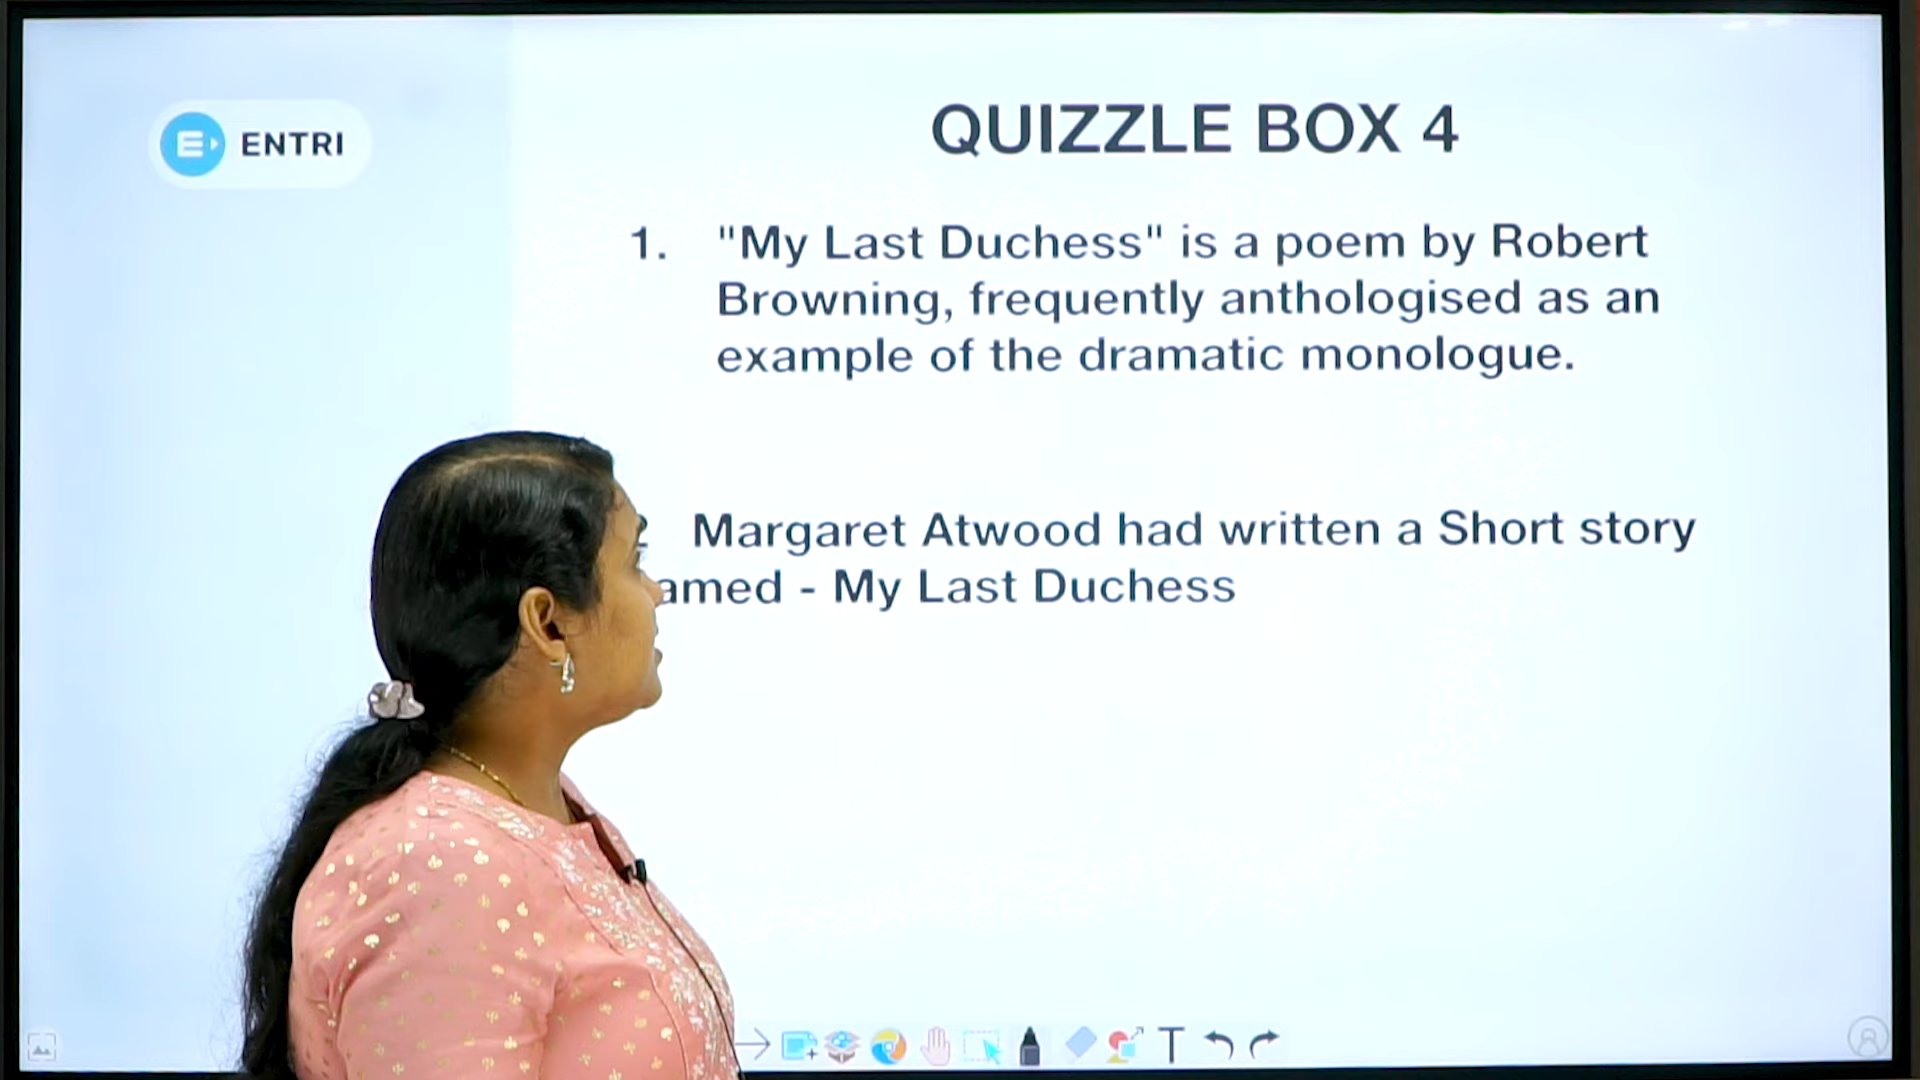 ENTRI
QUIZZLE BOX 4
1. "My Last Duchess" is a poem by Robert
Browning, frequently anthologised as an
example of the dramatic monologue.
Margaret Atwood had written a Short story
amed - My Last Duchess
T